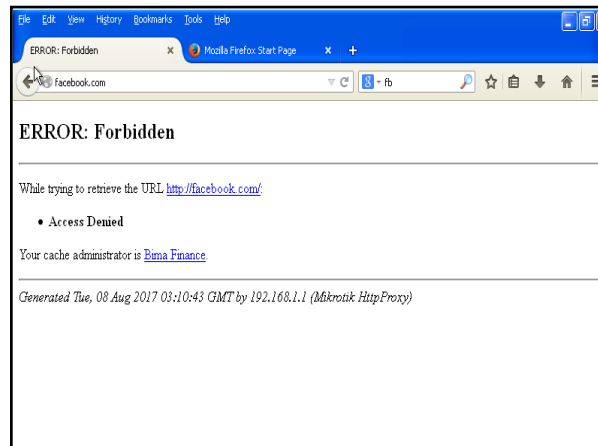 File Edit View History Bookmarks Tools Help
ERROR: Forbidden × Mozilla Firefox Start Page × +
facebook.com 8 fb
ERROR: Forbidden
While trying to retrieve the URL http://facebook.com/:
• Access Denied
Your cache administrator is Bima Finance.
Generated Tue, 08 Aug 2017 03:10:43 GMT by 192.168.1.1 (Mikrotik HttpProxy)